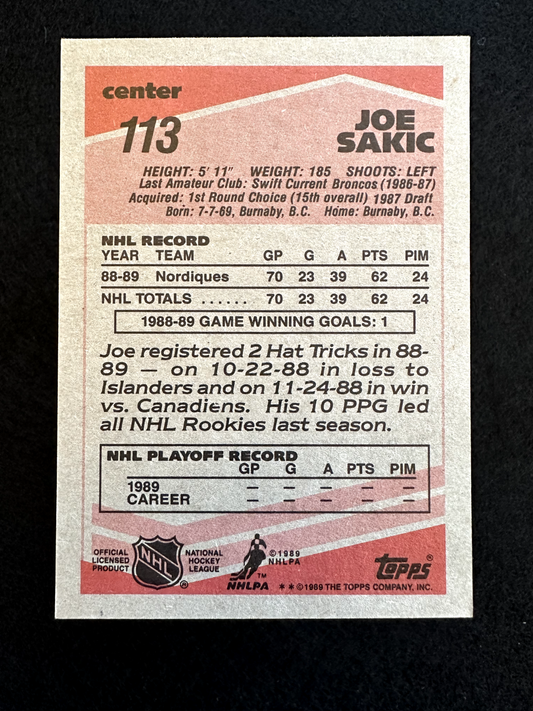 center
113
JOE
SAKIC
HEIGHT: 5' 11" WEIGHT: 185 SHOOTS: LEFT
Last Amateur Club: Swift Current Broncos (1986-87)
Acquired: 1st Round Choice (15th overall) 1987 Draft
Born: 7-7-69, Burnaby, B.C. Home: Burnaby, B.C.
NHL RECORD
YEAR TEAM GP G A PTS PIM
88-89 Nordiques 70 23 39 62 24
NHL TOTALS ...... 70 23 39 62 24
1988-89 GAME WINNING GOALS: 1
Joe registered 2 Hat Tricks in 88-
89 — on 10-22-88 in loss to
Islanders and on 11-24-88 in win
vs. Canadiens. His 10 PPG led
all NHL Rookies last season.
NHL PLAYOFF RECORD
GP G A PTS PIM
1989 — — — — —
CAREER — — — — —
OFFICIAL
LICENSED
PRODUCT
NHL
®
NATIONAL
HOCKEY
LEAGUE
©1989
NHLPA
™
NHLPA
topps®
**©1989 THE TOPPS COMPANY, INC.